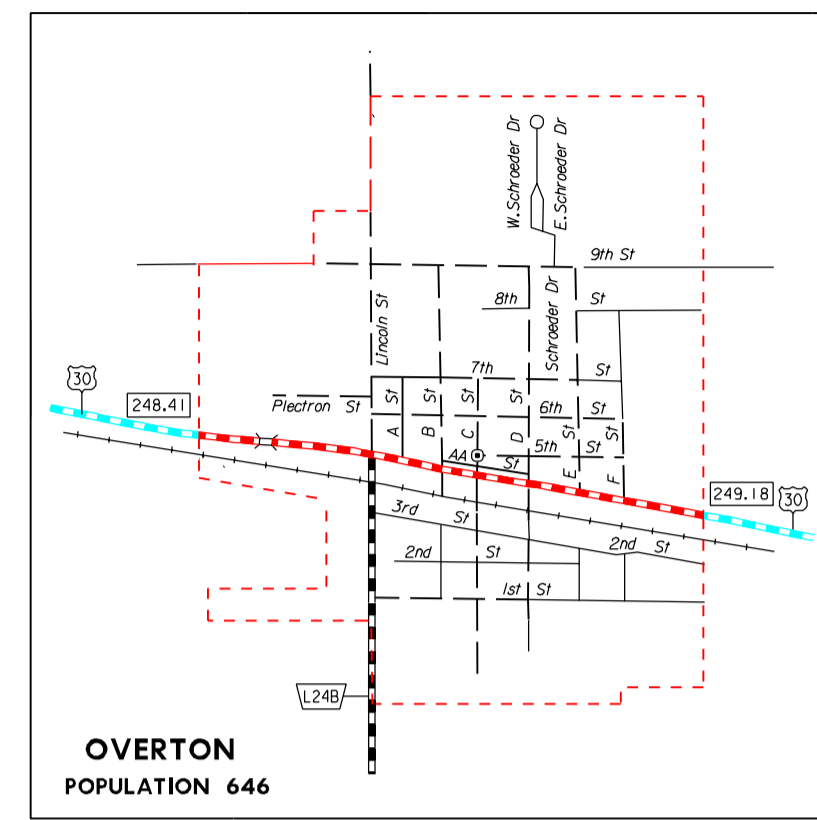 W.Schroeder Dr
E.Schroeder Dr
9th St
8th St
Schroeder Dr
Lincoln St
7th St
30
248.41
Plectron St
A St
B St
C St
D St
E St
F St
6th St
5th St
AA
249.18
30
3rd St
2nd St
2nd St
1st St
L24B
OVERTON
POPULATION 646